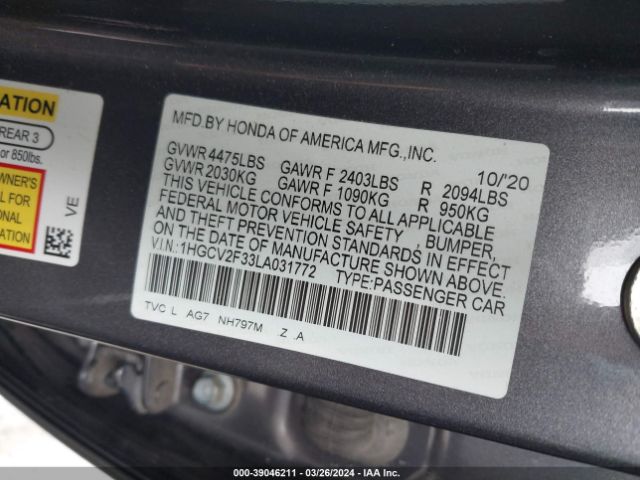 ATION
REAR 3
or 850lbs.
WNER'S
L FOR
ONAL
ATION
VE
MFD.BY HONDA OF AMERICA MFG.,INC.
10/'20
GVWR 4475LBS GAWR F 2403LBS R 2094LBS
GVWR 2030KG GAWR F 1090KG R 950KG
THIS VEHICLE CONFORMS TO ALL APPLICABLE
FEDERAL MOTOR VEHICLE SAFETY , BUMPER,
AND THEFT PREVENTION STANDARDS IN EFFECT
ON THE DATE OF MANUFACTURE SHOWN ABOVE.
V.I.N.:1HGCV2F33LA031772 TYPE:PASSENGER CAR
TVC L AG7 NH797M Z .A
000-39046211 - 03/26/2024 - IAA Inc.